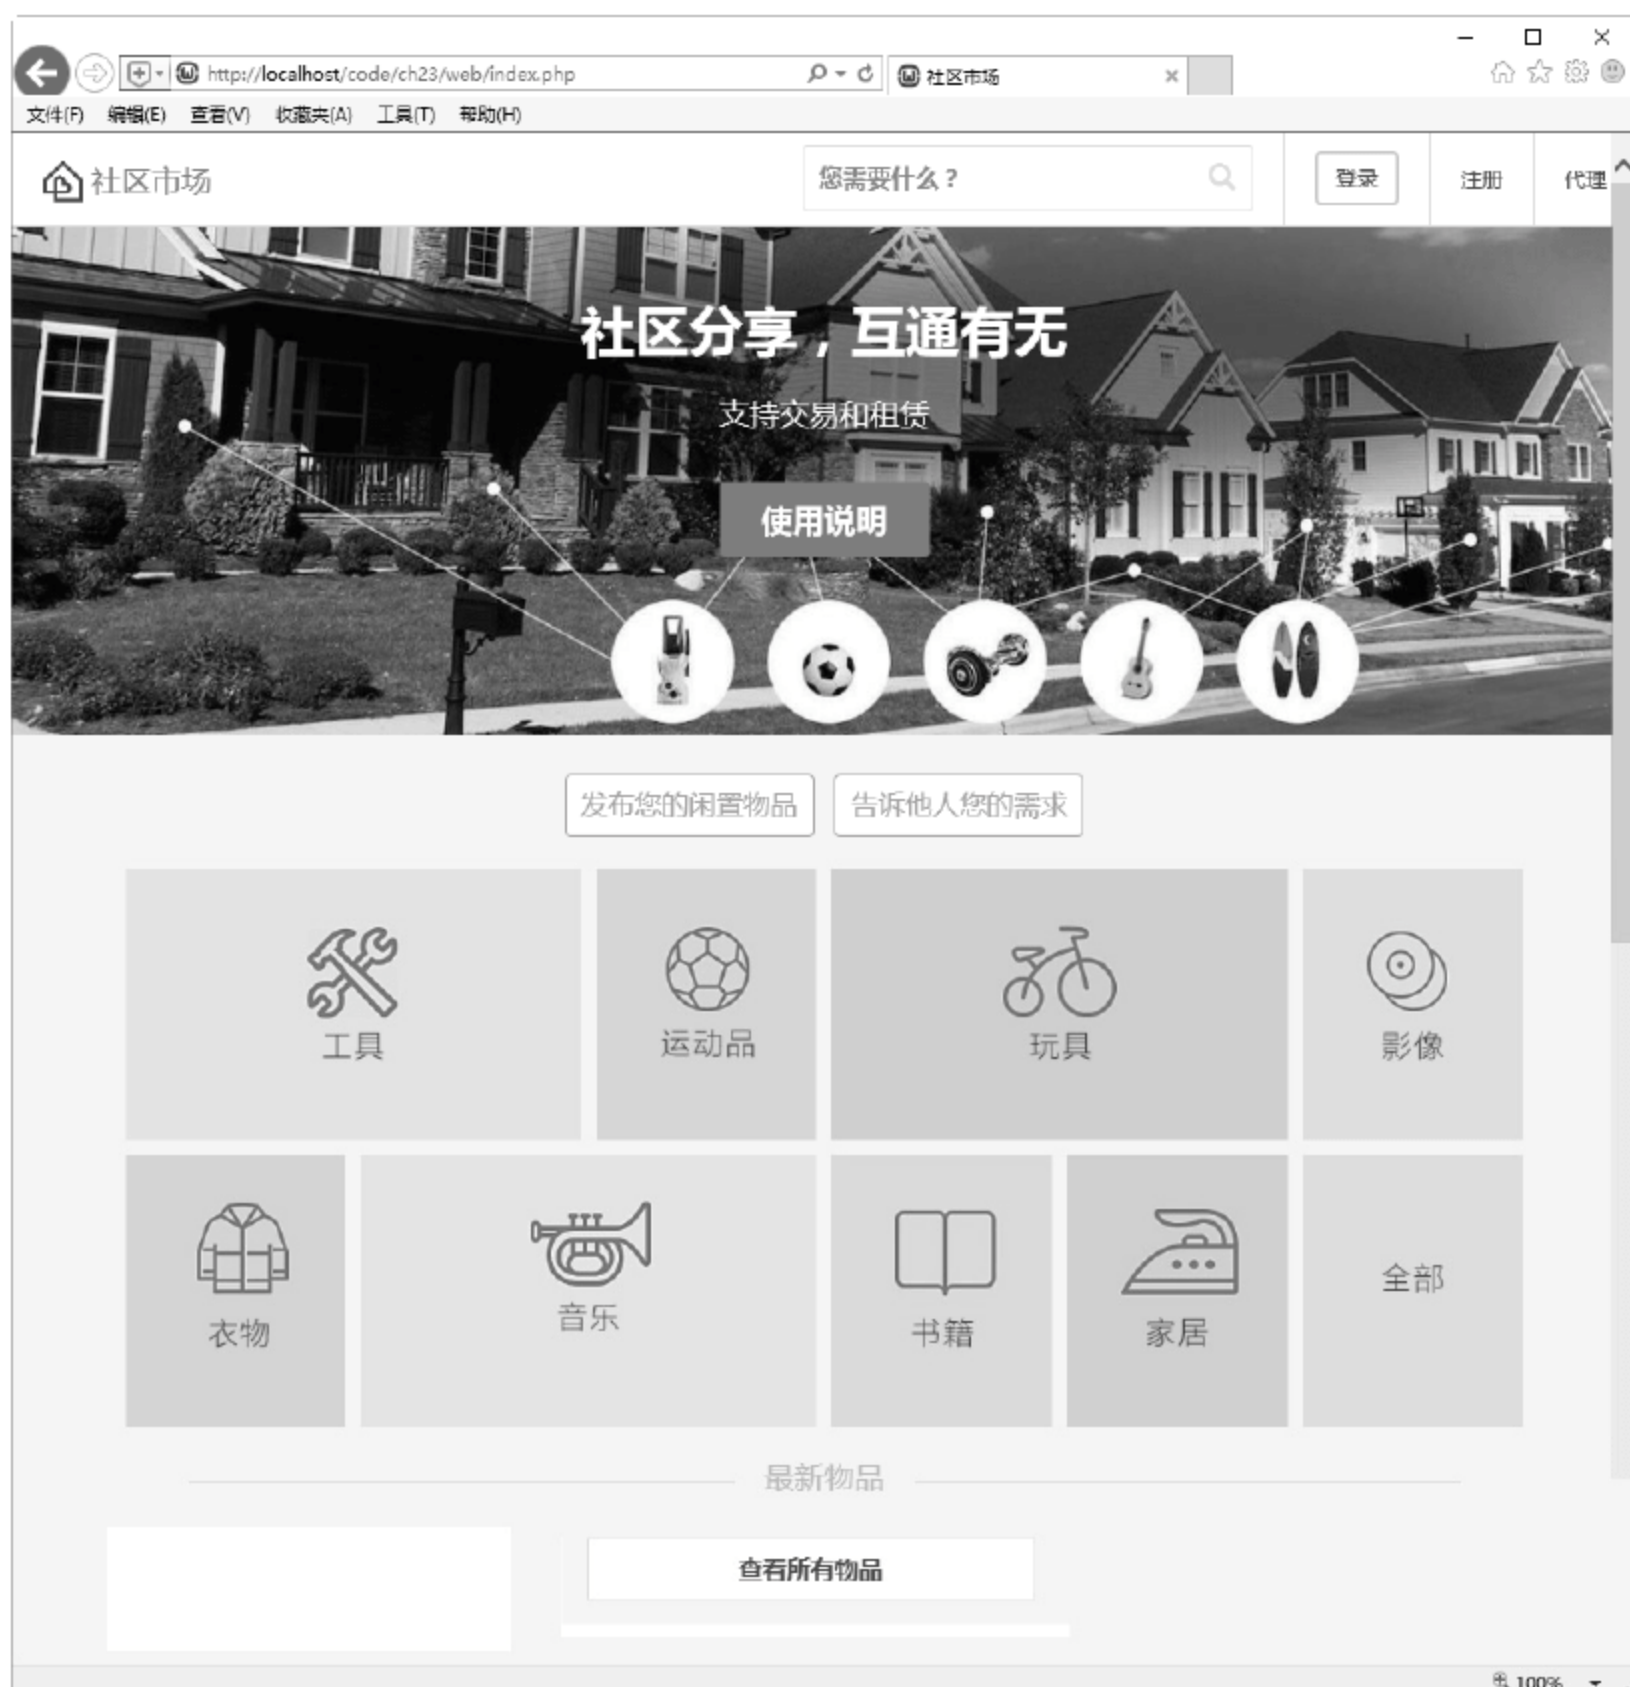 http://localhost/code/ch23/web/index.php
社区市场
文件(F) 编辑(E) 查看(V) 收藏夹(A) 工具(T) 帮助(H)
社区市场
您需要什么？
登录
注册
代理
社区分享，互通有无
支持交易和租赁
使用说明
发布您的闲置物品
告诉他人您的需求
工具
运动品
玩具
影像
衣物
音乐
书籍
家居
全部
最新物品
查看所有物品
100%